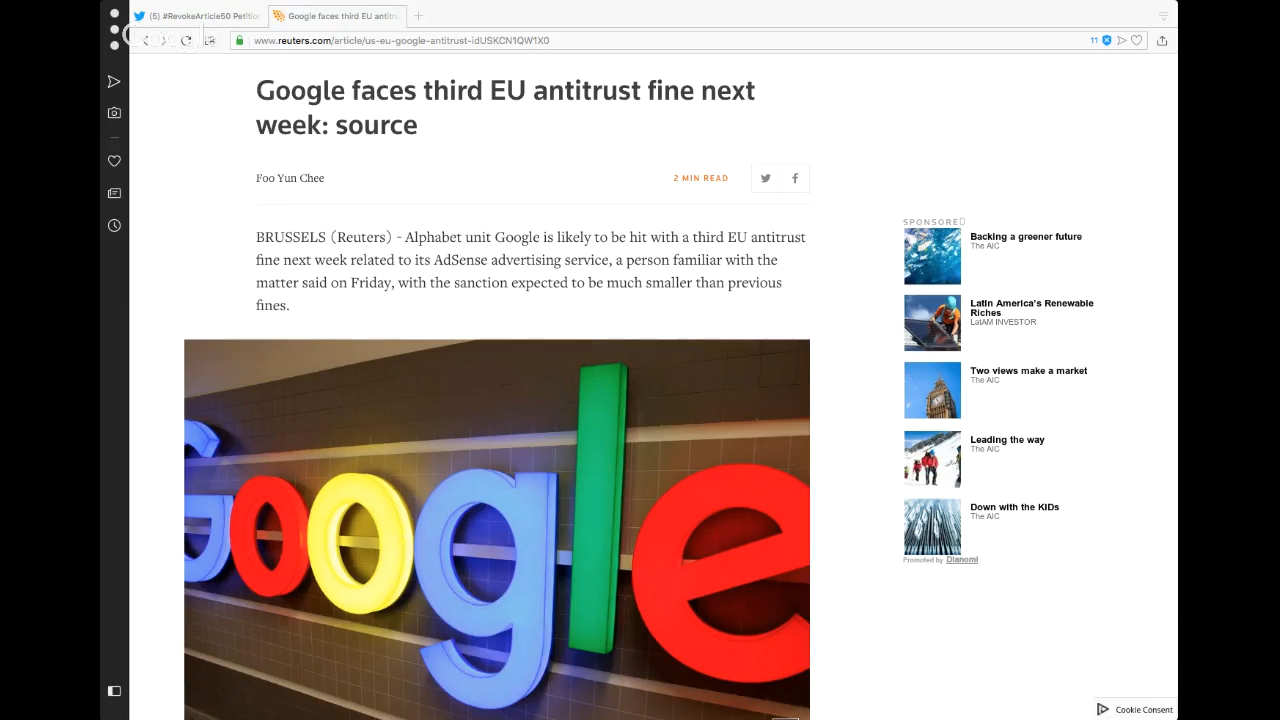 (5) #RevokeArticle50 Petitio
Google faces third EU antitru
www.reuters.com/article/us-eu-google-antitrust-idUSKCN1QW1X0
11
Google faces third EU antitrust fine next
week: source
Foo Yun Chee
2 MIN READ
BRUSSELS (Reuters) - Alphabet unit Google is likely to be hit with a third EU antitrust
fine next week related to its AdSense advertising service, a person familiar with the
matter said on Friday, with the sanction expected to be much smaller than previous
fines.
Google
SPONSORE
Backing a greener future
The AIC
Latin America's Renewable
Riches
LatAM INVESTOR
Two views make a market
The AIC
Leading the way
The AIC
Down with the KIDs
The AIC
Promoted by Dianomi
Cookie Consent